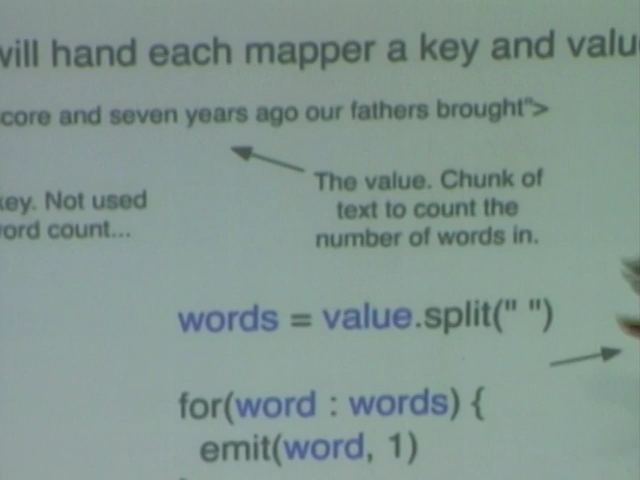 will hand each mapper a key and valu
core and seven years ago our fathers brought">
The value. Chunk of
text to count the
number of words in.
key. Not used
word count...
words = value.split(" ")
for(word : words) {
emit(word, 1)